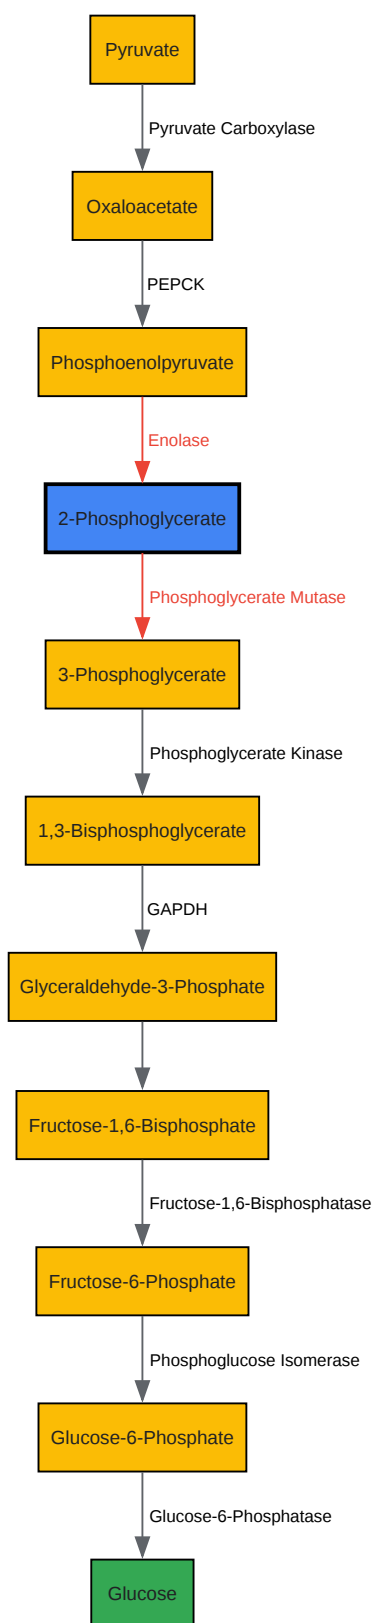 Pyruvate
Pyruvate Carboxylase
Oxaloacetate
PEPCK
Phosphoenolpyruvate
Enolase
2-Phosphoglycerate
Phosphoglycerate Mutase
3-Phosphoglycerate
Phosphoglycerate Kinase
1,3-Bisphosphoglycerate
GAPDH
Glyceraldehyde-3-Phosphate
Fructose-1,6-Bisphosphate
Fructose-1,6-Bisphosphatase
Fructose-6-Phosphate
Phosphoglucose Isomerase
Glucose-6-Phosphate
Glucose-6-Phosphatase
Glucose